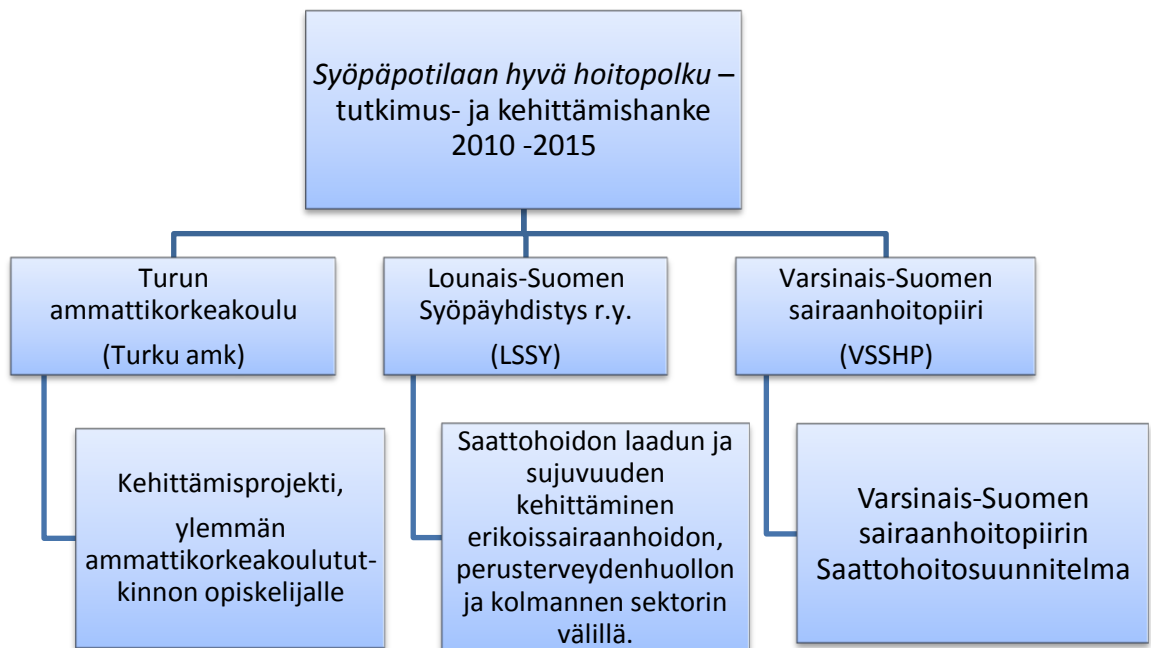 Syöpäpotilaan hyvä hoitopolku –
tutkimus- ja kehittämishanke
2010 -2015
Turun
ammattikorkeakoulu
(Turku amk)
Lounais-Suomen
Syöpäyhdistys r.y.
(LSSY)
Varsinais-Suomen
sairaanhoitopiiri
(VSSHP)
Kehittämisprojekti,
ylemmän
ammattikorkeakoulutut-
kinnon opiskelijalle
Saattohoidon laadun ja
sujuvuuden
kehittäminen
erikoissairaanhoidon,
perusterveydenhuollon
ja kolmannen sektorin
välillä.
Varsinais-Suomen
sairaanhoitopiirin
Saattohoitosuunnitelma